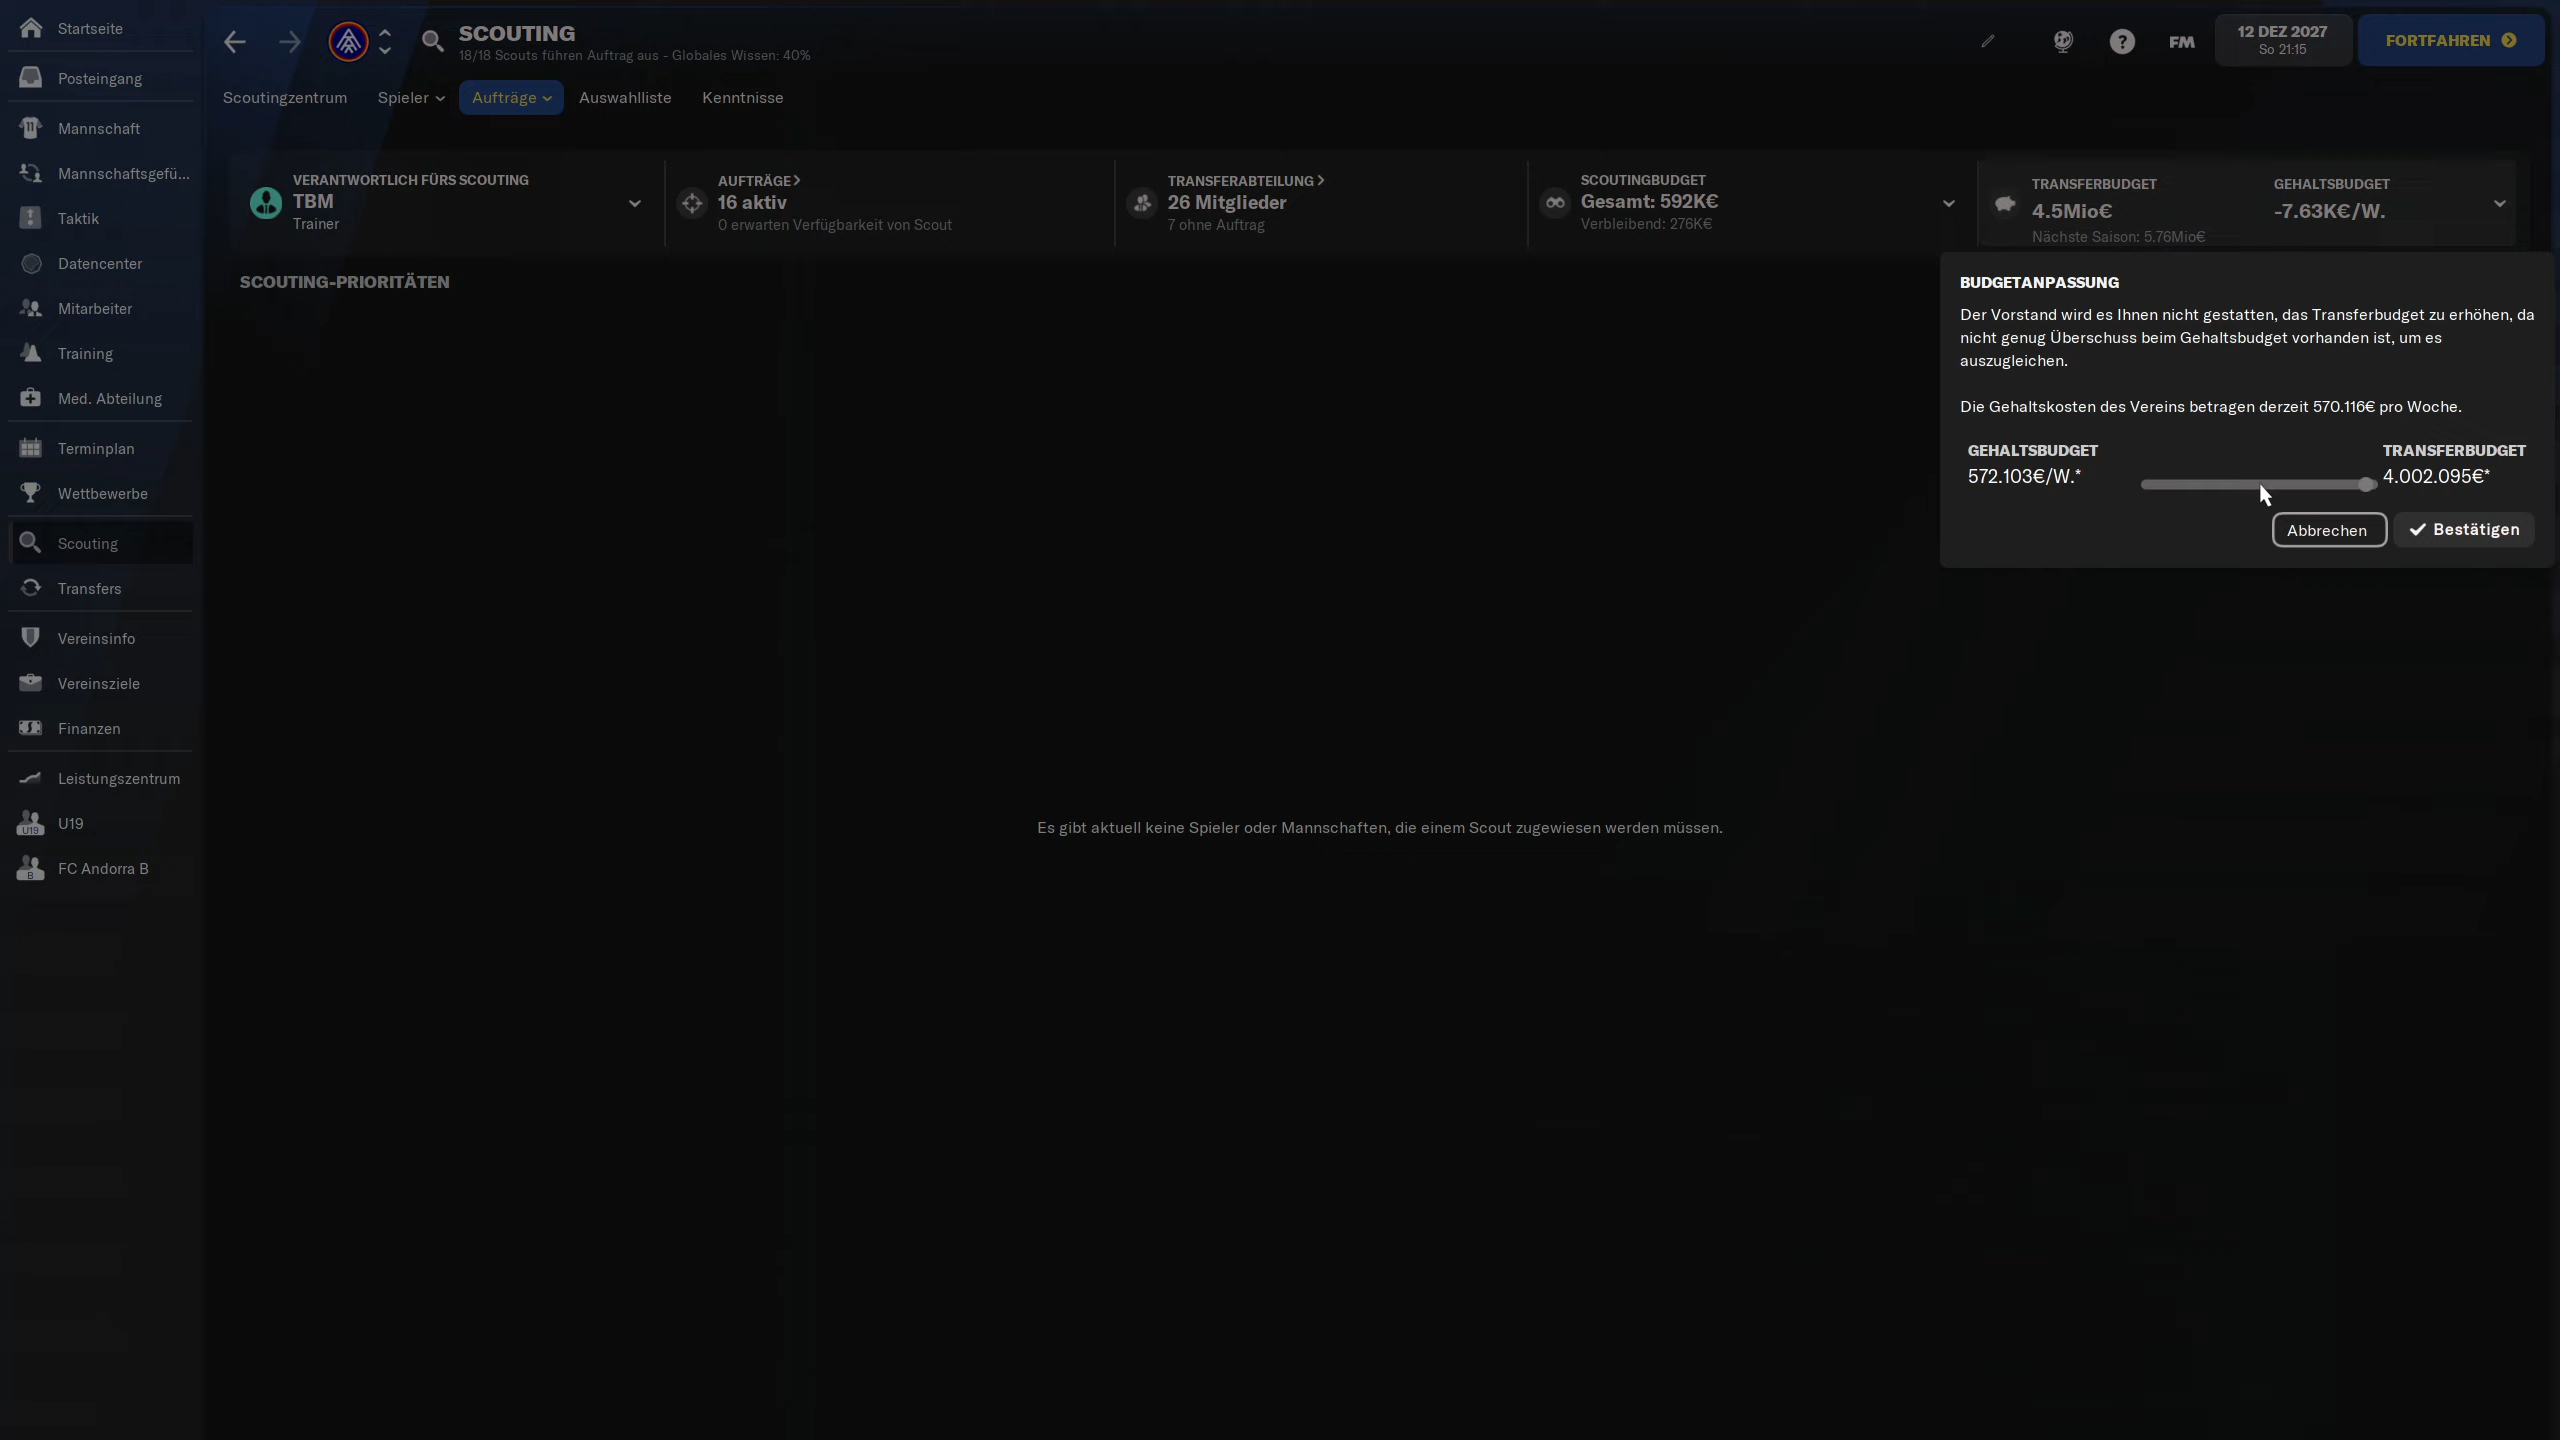 Startseite
Posteingang
Mannschaft
Mannschaftsgefü...
Taktik
Datencenter
Mitarbeiter
Training
Med. Abteilung
Terminplan
Wettbewerbe
Scouting
Transfers
Vereinsinfo
Vereinsziele
Finanzen
Leistungszentrum
U19
U19
B
FC Andorra B
SCOUTING
18/18 Scouts führen Auftrag aus - Globales Wissen: 40%
?
FM
12 DEZ 2027
So 21:15
FORTFAHREN
Scoutingzentrum
Spieler
Aufträge
Auswahlliste
Kenntnisse
VERANTWORTLICH FÜRS SCOUTING
TBM
Trainer
AUFTRÄGE
16 aktiv
0 erwarten Verfügbarkeit von Scout
TRANSFERABTEILUNG
26 Mitglieder
7 ohne Auftrag
SCOUTINGBUDGET
Gesamt: 592K€
Verbleibend: 276K€
TRANSFERBUDGET
4.5Mio€
Nächste Saison: 5.76Mio€
GEHALTSBUDGET
-7.63K€/W.
SCOUTING-PRIORITÄTEN
BUDGETANPASSUNG
Der Vorstand wird es Ihnen nicht gestatten, das Transferbudget zu erhöhen, da
nicht genug Überschuss beim Gehaltsbudget vorhanden ist, um es
auszugleichen.
Die Gehaltskosten des Vereins betragen derzeit 570.116€ pro Woche.
GEHALTSBUDGET
572.103€/W.*
TRANSFERBUDGET
4.002.095€*
Abbrechen
Bestätigen
Es gibt aktuell keine Spieler oder Mannschaften, die einem Scout zugewiesen werden müssen.